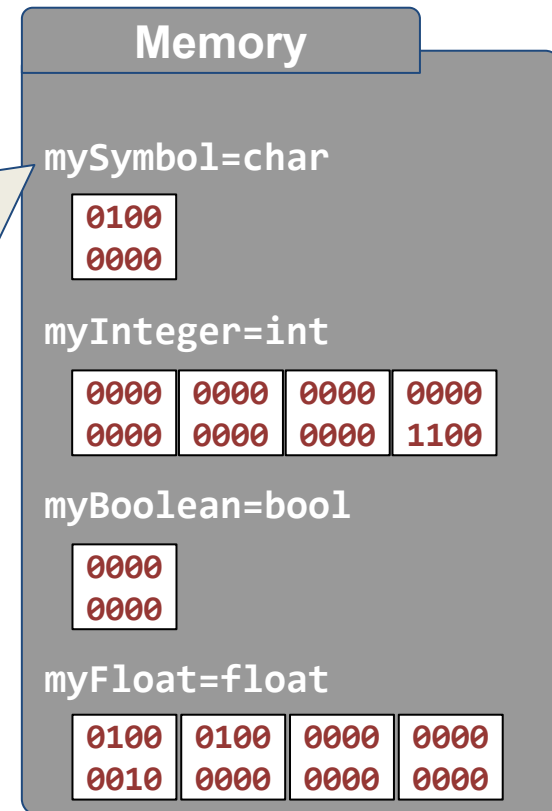 Memory
mySymbol=char
0100
0000
myInteger=int
0000 0000 0000 0000
0000 0000 0000 1100
myBoolean=bool
0000
0000
myFloat=float
0100 0100 0000 0000
0010 0000 0000 0000